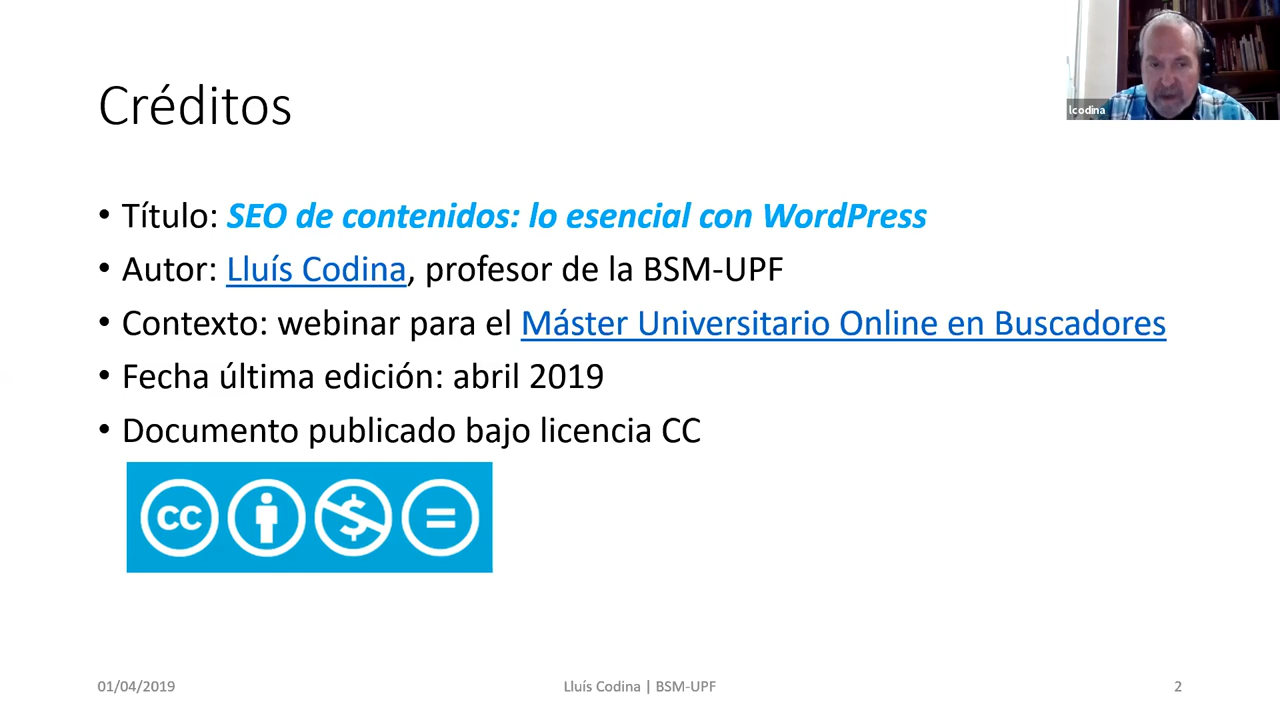 lcodina
Créditos
• Título: SEO de contenidos: lo esencial con WordPress
• Autor: Lluís Codina, profesor de la BSM-UPF
• Contexto: webinar para el Máster Universitario Online en Buscadores
• Fecha última edición: abril 2019
• Documento publicado bajo licencia CC
cc $ =
01/04/2019 Lluís Codina | BSM-UPF 2